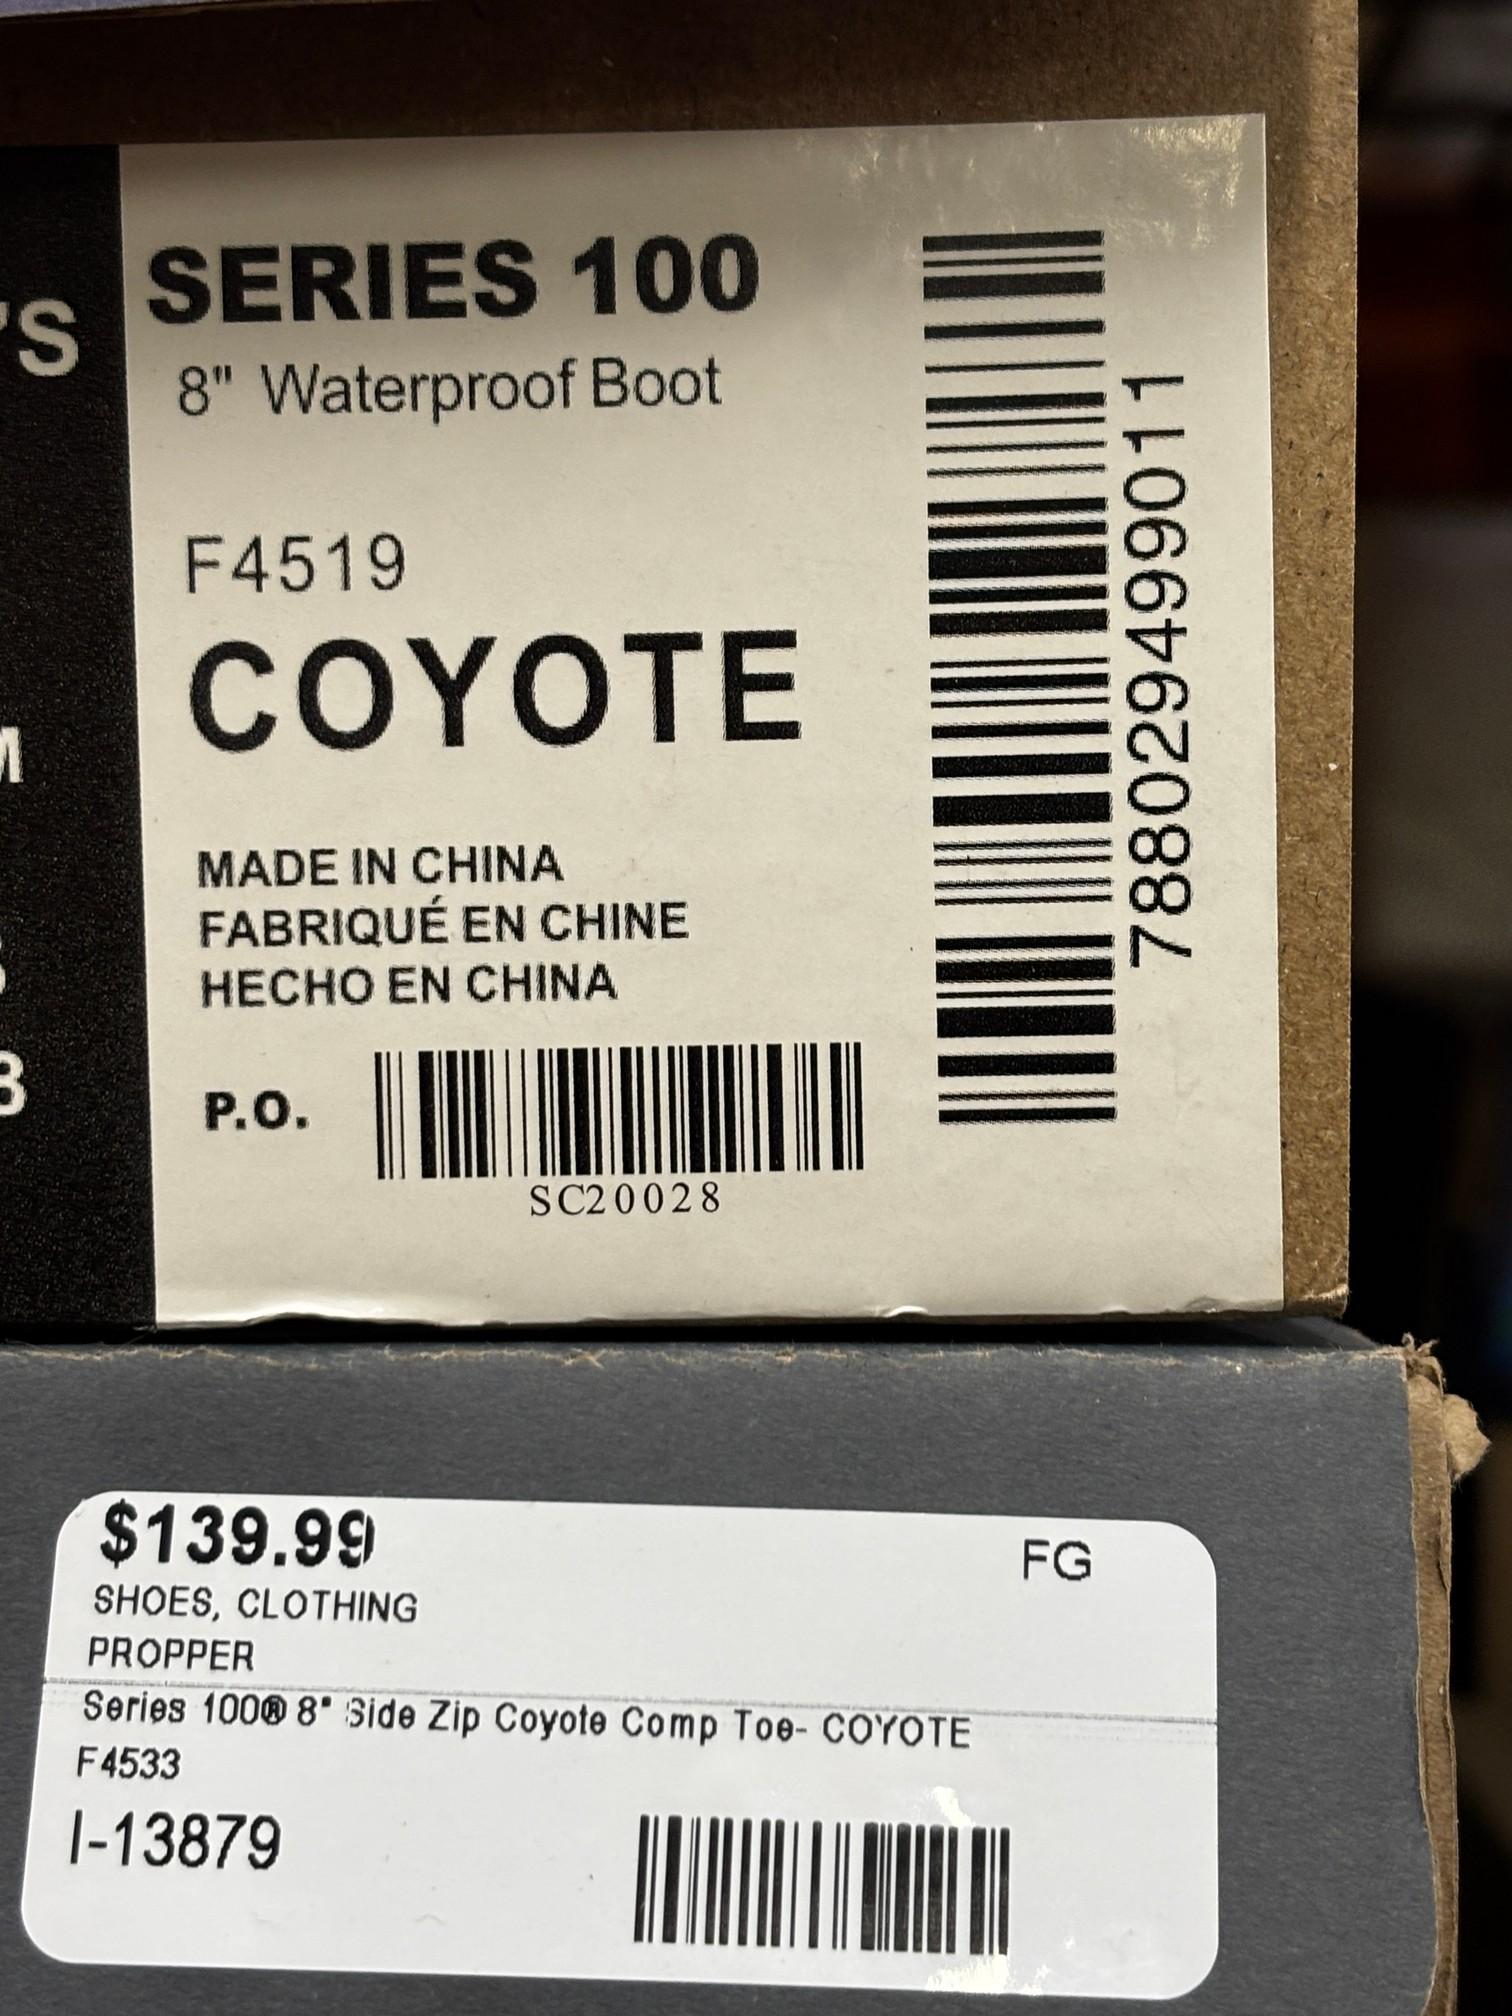 'S
SERIES 100
8" Waterproof Boot
F4519
COYOTE
M
MADE IN CHINA
FABRIQUÉ EN CHINE
HECHO EN CHINA
P.O.
SC20028
788029499011
$139.99
FG
SHOES, CLOTHING
PROPPER
Series 100® 8" Side Zip Coyote Comp Toe- COYOTE
F4533
I-13879